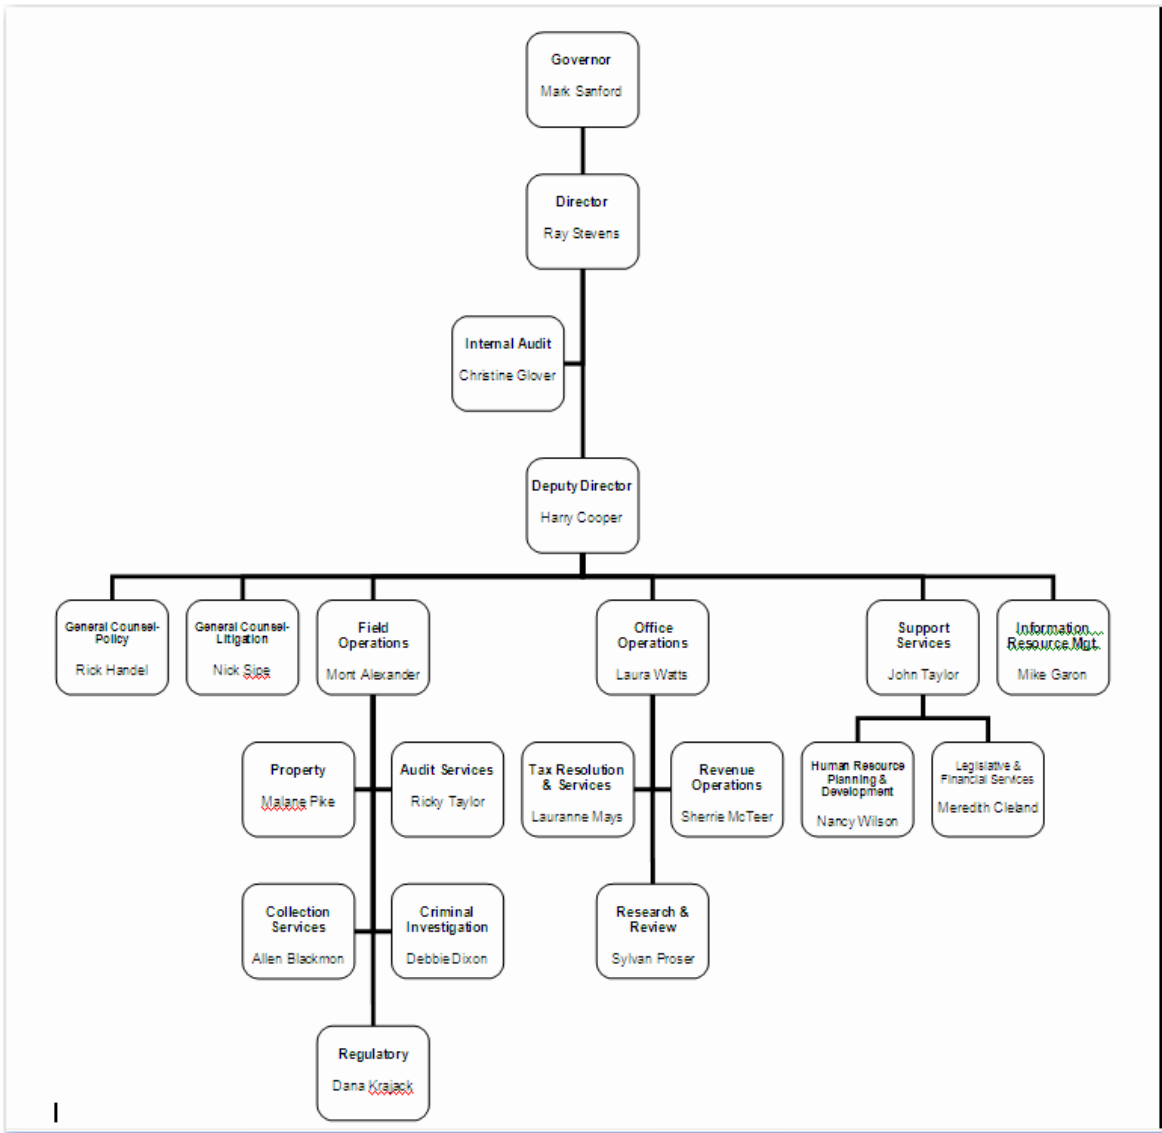 Governor
Mark Sanford
Director
Ray Stevens
Internal Audit
Christine Glover
Deputy Director
Harry Cooper
General Counsel-
Policy
Rick Handel
General Counsel-
Litigation
Nick Sipe
Field
Operations
Mont Alexander
Office
Operations
Laura Watts
Support
Services
John Taylor
Information
Resource Mgt.
Mike Garon
Property
Malane Pike
Audit Services
Ricky Taylor
Tax Resolution
& Services
Lauranne Mays
Revenue
Operations
Sherrie McTeer
Human Resource
Planning &
Development
Nancy Wilson
Legislative &
Financial Services
Meredith Cleland
Collection
Services
Allen Blackmon
Criminal
Investigation
Debbie Dixon
Research &
Review
Sylvan Proser
Regulatory
Dana Krajack